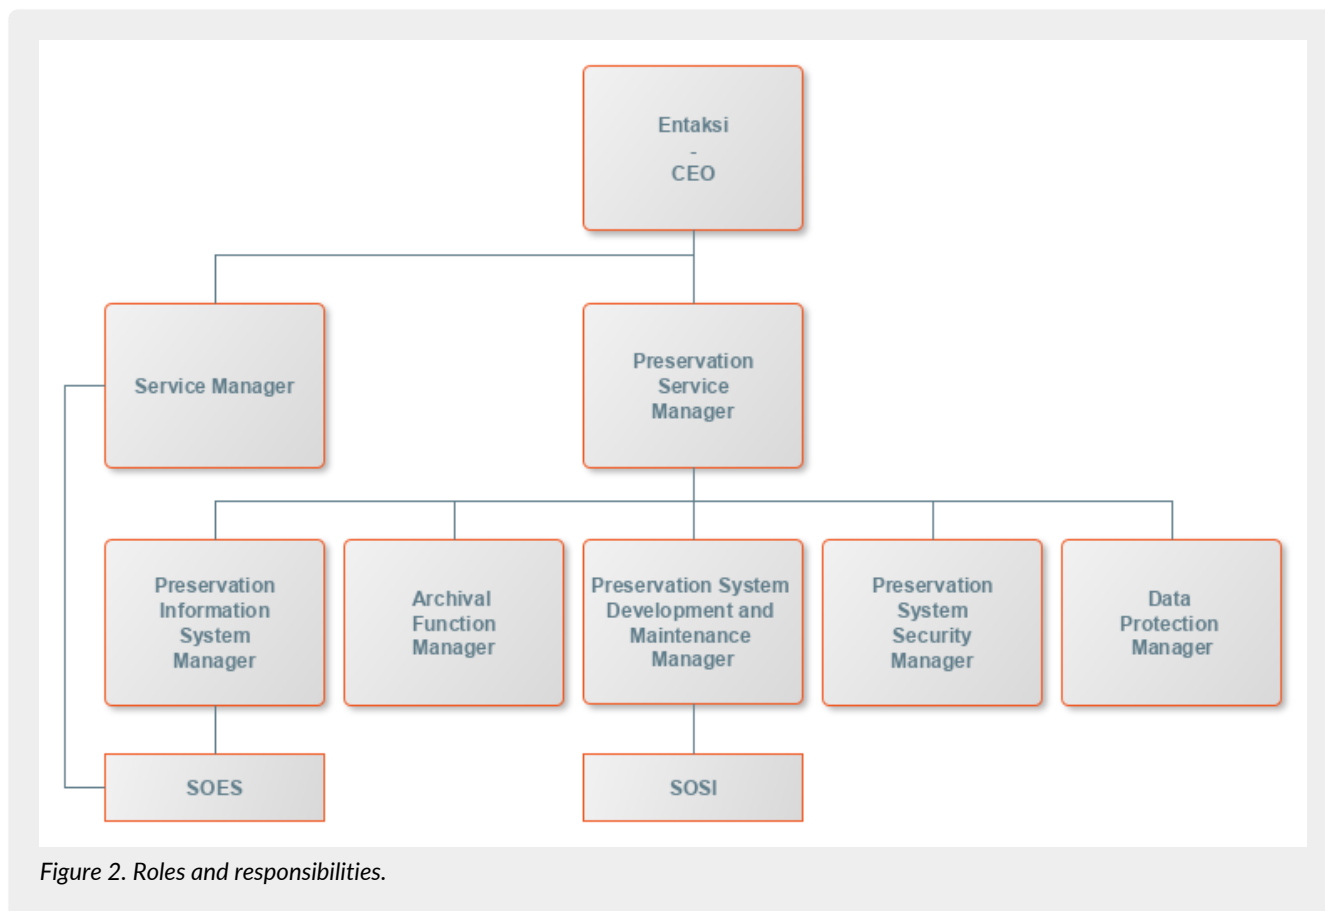 Entaksi
-
CEO
Service Manager
Preservation
Service
Manager
Preservation
Information
System
Manager
Archival
Function
Manager
Preservation System
Development and
Maintenance
Manager
Preservation
System
Security
Manager
Data
Protection
Manager
SOES
SOSI
Figure 2. Roles and responsibilities.